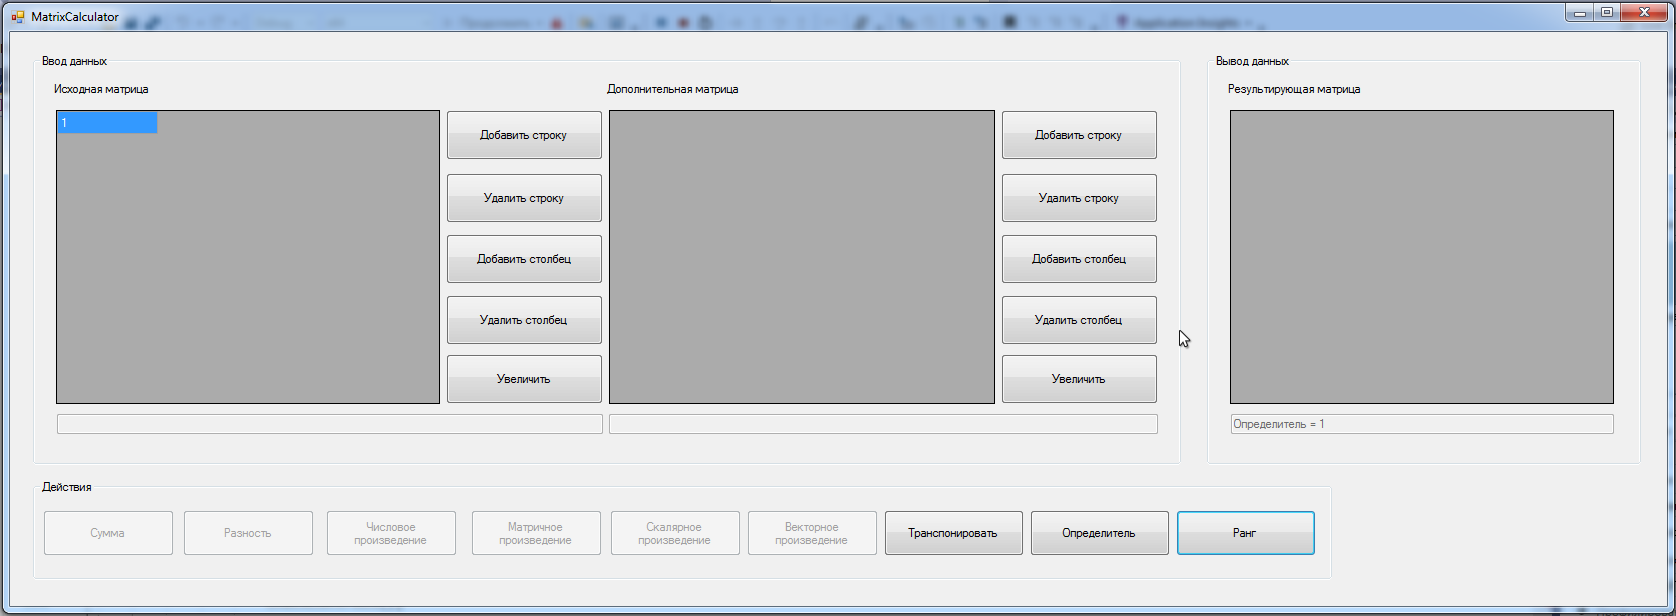 MatrixCalculator
Ввод данных
Исходная матрица
Дополнительная матрица
1
Добавить строку
Удалить строку
Добавить столбец
Удалить столбец
Увеличить
Добавить строку
Удалить строку
Добавить столбец
Удалить столбец
Увеличить
Вывод данных
Результирующая матрица
Определитель = 1
Действия
Сумма
Разность
Числовое
произведение
Матричное
произведение
Скалярное
произведение
Векторное
произведение
Транспонировать
Определитель
Ранг